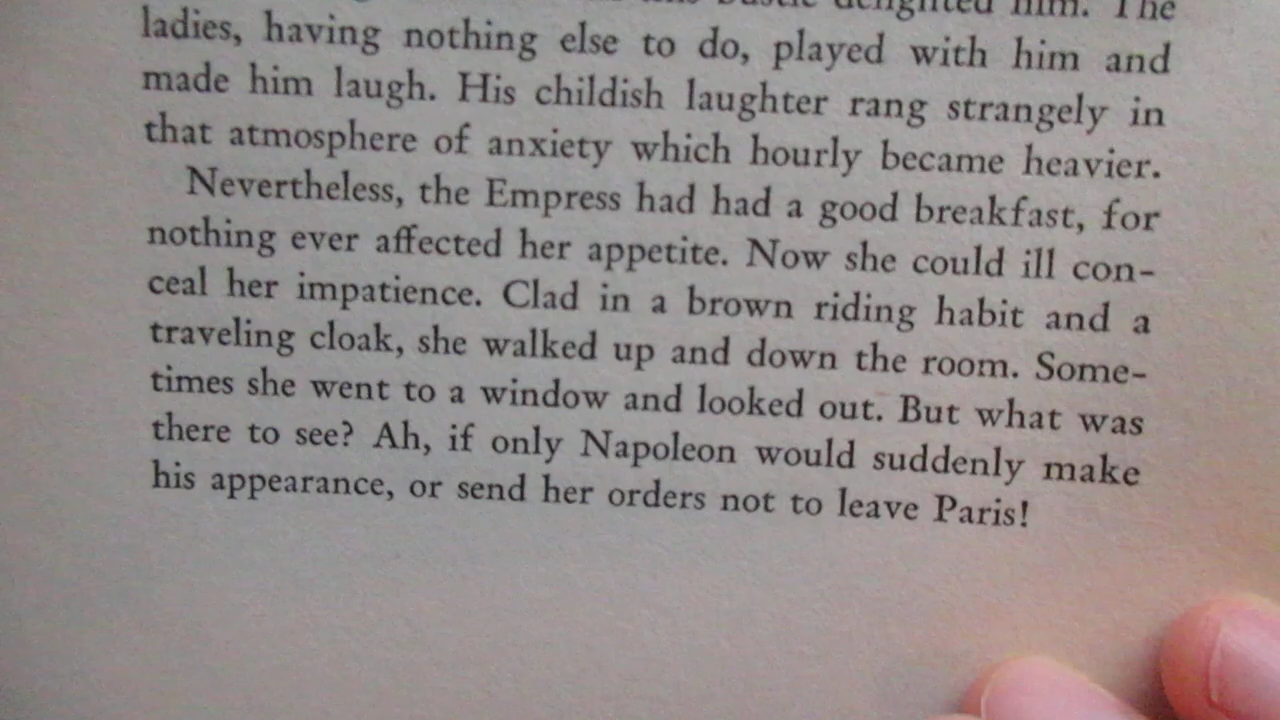 delighted him. The
ladies, having nothing else to do, played with him and
made him laugh. His childish laughter rang strangely in
that atmosphere of anxiety which hourly became heavier.
Nevertheless, the Empress had had a good breakfast, for
nothing ever affected her appetite. Now she could ill con-
ceal her impatience. Clad in a brown riding habit and a
traveling cloak, she walked up and down the room. Some-
times she went to a window and looked out. But what was
there to see? Ah, if only Napoleon would suddenly make
his appearance, or send her orders not to leave Paris!